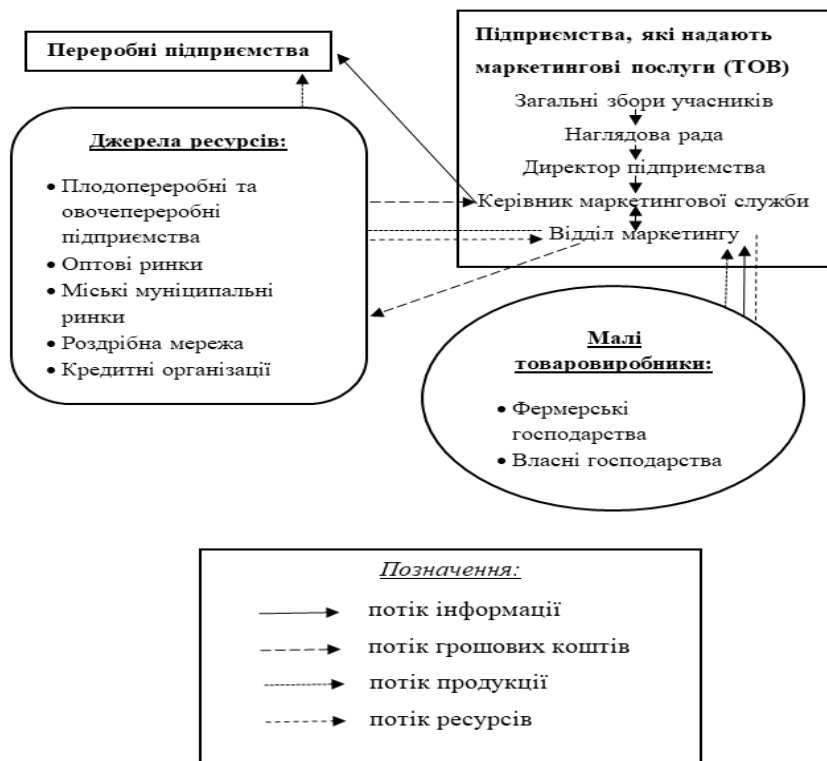 Переробні підприємства
Підприємства, які надають
маркетингові послуги (ТОВ)
Загальні збори учасників
Наглядова рада
Директор підприємства
Керівник маркетингової служби
Відділ маркетингу
Джерела ресурсів:
• Плодопереробні та
овочепереробні
підприємства
• Оптові ринки
• Міські муніципальні
ринки
• Роздрібна мережа
• Кредитні організації
Малі
товаровиробники:
• Фермерські
господарства
• Власні господарства
Позначення:
потік інформації
потік грошових коштів
потік продукції
потік ресурсів